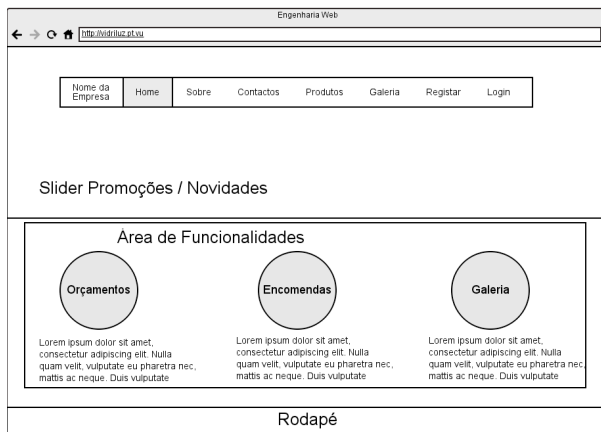 Engenharia Web
http://vidriluz.pt.vu
Nome da
Empresa
Home
Sobre
Contactos
Produtos
Galeria
Registar
Login
Slider Promoções / Novidades
Área de Funcionalidades
Orçamentos
Encomendas
Galeria
Lorem ipsum dolor sit amet,
consectetur adipiscing elit. Nulla
quam velit, vulputate eu pharetra nec,
mattis ac neque. Duis vulputate
Lorem ipsum dolor sit amet,
consectetur adipiscing elit. Nulla
quam velit, vulputate eu pharetra nec,
mattis ac neque. Duis vulputate
Lorem ipsum dolor sit amet,
consectetur adipiscing elit. Nulla
quam velit, vulputate eu pharetra nec,
mattis ac neque. Duis vulputate
Rodapé